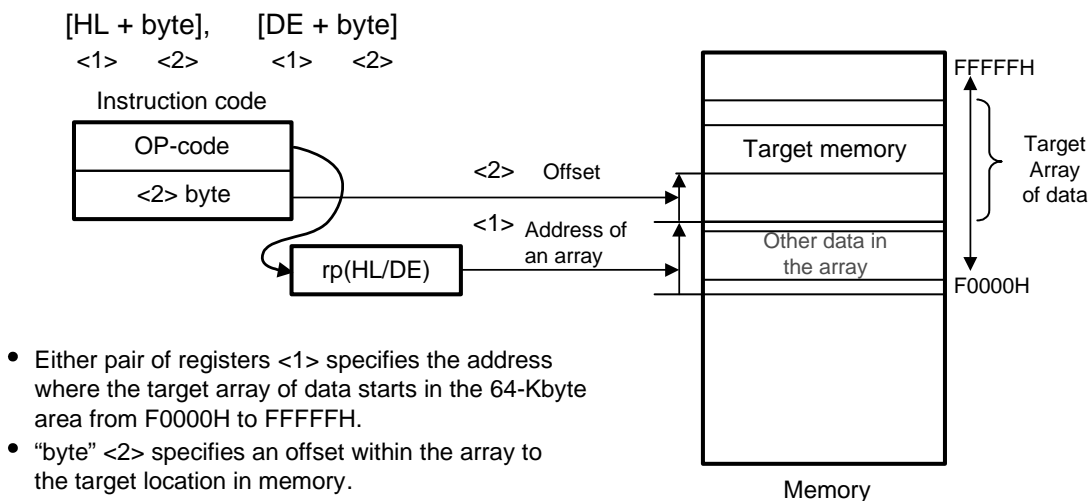 [HL + byte], [DE + byte]
<1> <2> <1> <2>
Instruction code
OP-code
<2> byte
<2> Offset
<1> Address of
an array
rp(HL/DE)
FFFFFH
Target memory
Target
Array
of data
Other data in
the array
F0000H
Memory
• Either pair of registers <1> specifies the address
where the target array of data starts in the 64-Kbyte
area from F0000H to FFFFFH.
• “byte” <2> specifies an offset within the array to
the target location in memory.